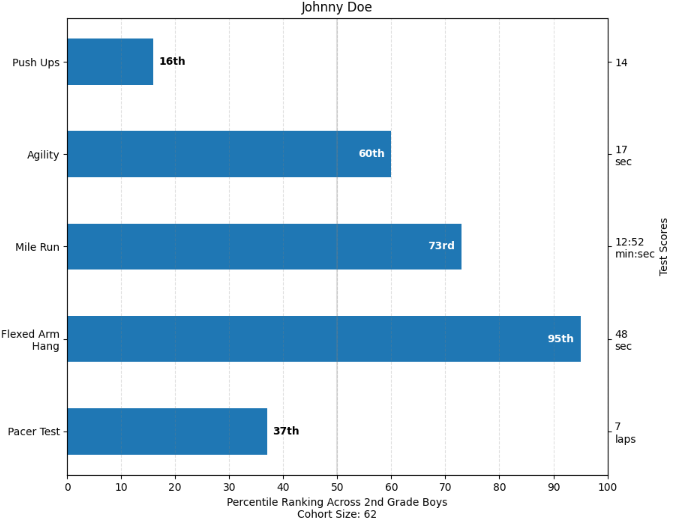 Johnny Doe
Push Ups
16th
14
Agility
60th
17
sec
Mile Run
73rd
12:52
min:sec
Test Scores
Flexed Arm
Hang
95th
48
sec
Pacer Test
37th
7
laps
0 10 20 30 40 50 60 70 80 90 100
Percentile Ranking Across 2nd Grade Boys
Cohort Size: 62